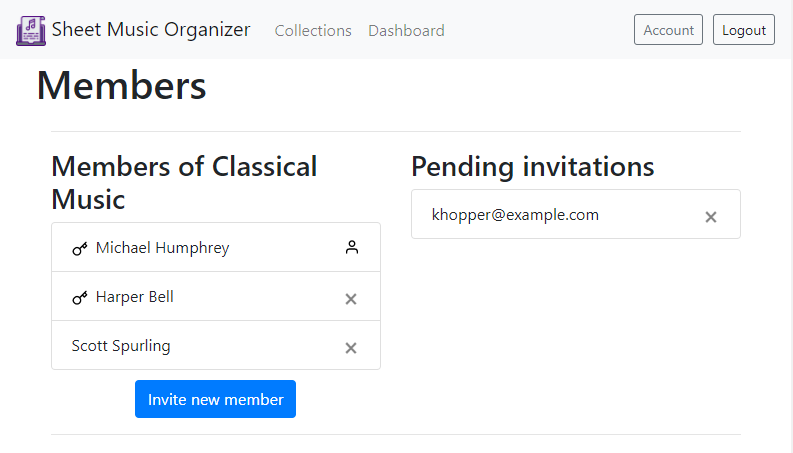 Sheet Music Organizer Collections Dashboard Account Logout
Members
Members of Classical
Music
Michael Humphrey
Harper Bell
Scott Spurling
Invite new member
Pending invitations
khopper@example.com